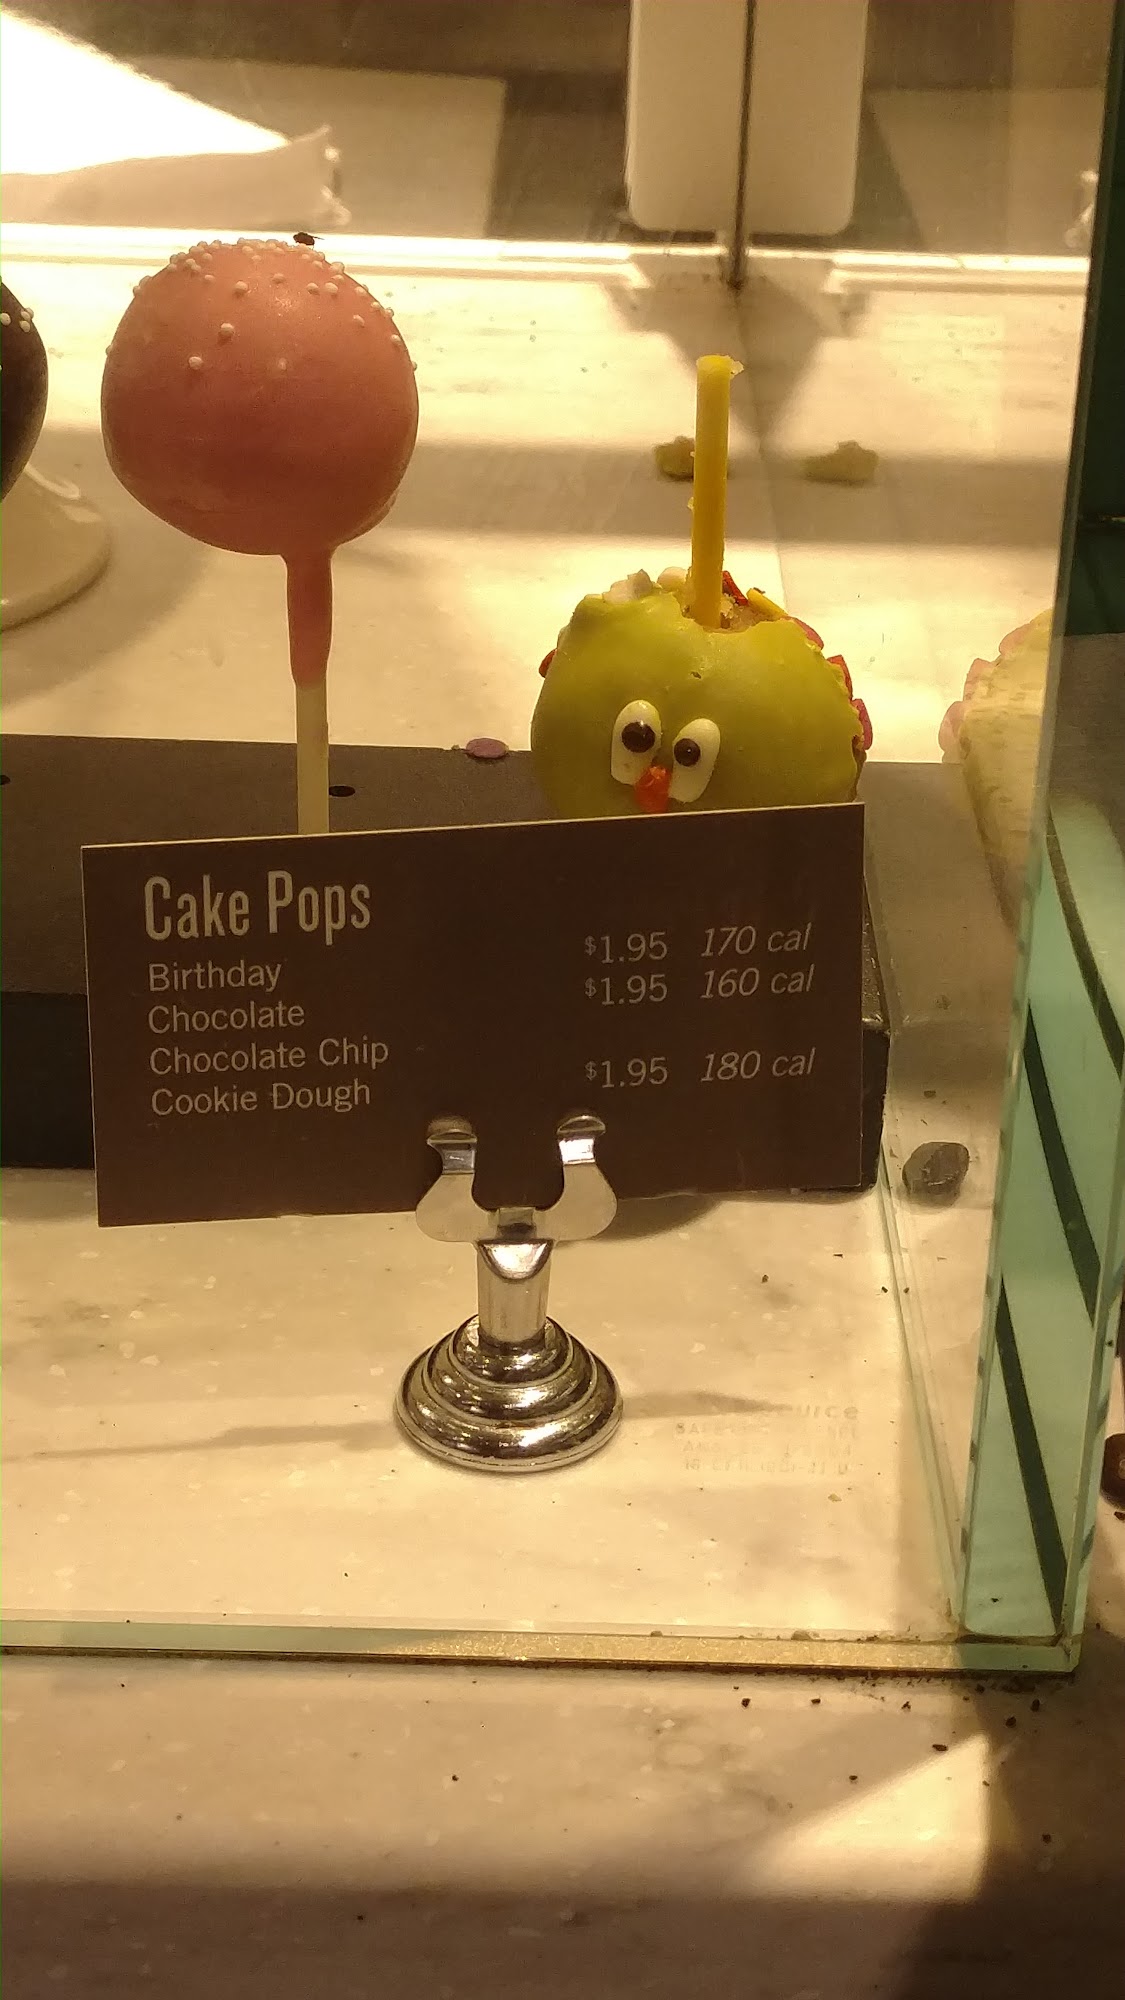 Cake Pops
Birthday $1.95 170 cal
Chocolate $1.95 160 cal
Chocolate Chip
Cookie Dough $1.95 180 cal